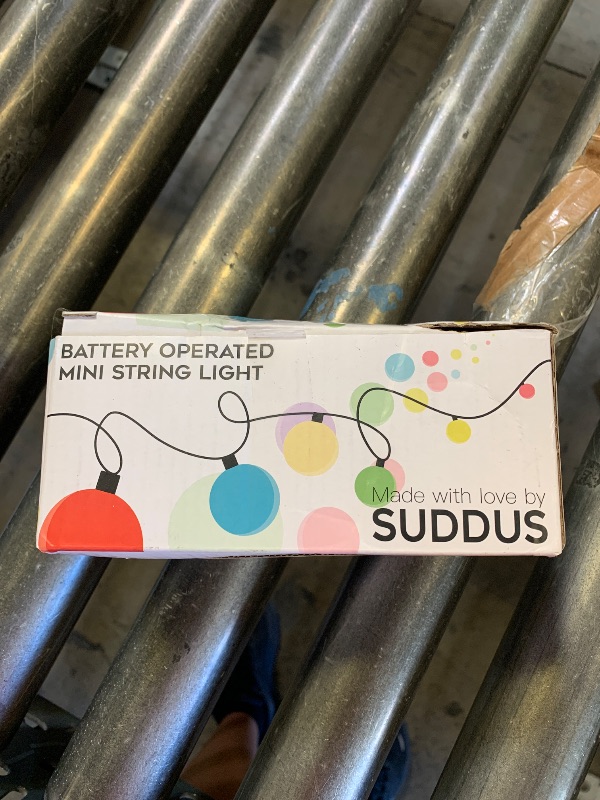 BATTERY OPERATED
MINI STRING LIGHT
Made with love by
SUDDUS